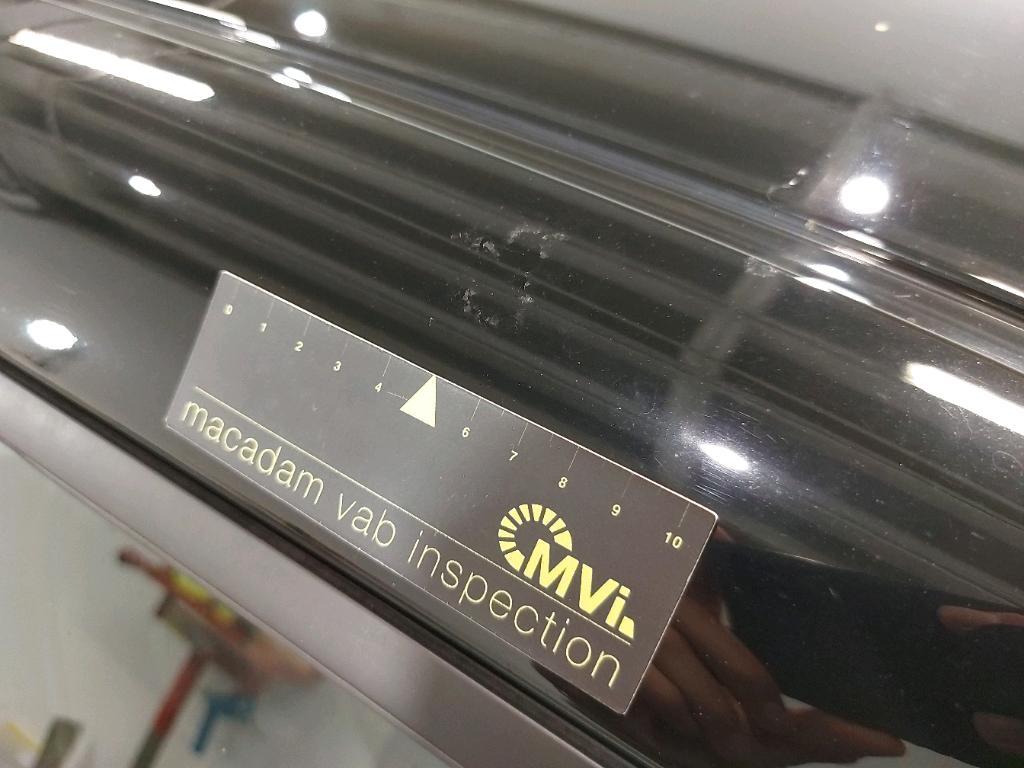 0 1 2 3 4 6 7 8 9 10
MVi.
macadam vab inspection